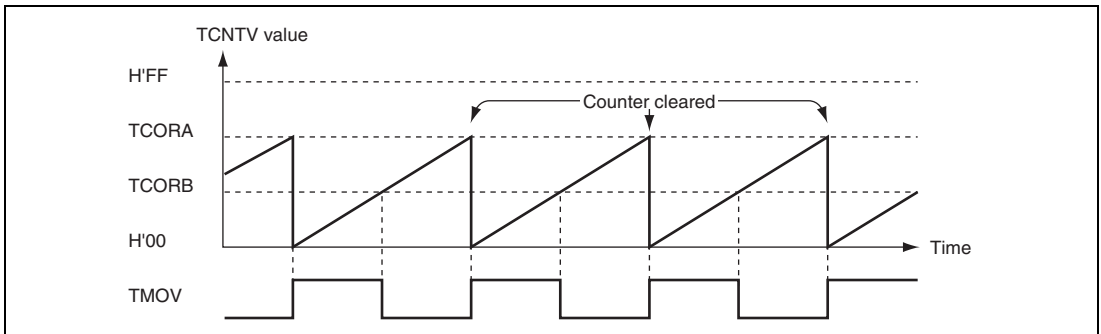 TCNTV value
H'FF
Counter cleared
TCORA
TCORB
H'00
Time
TMOV